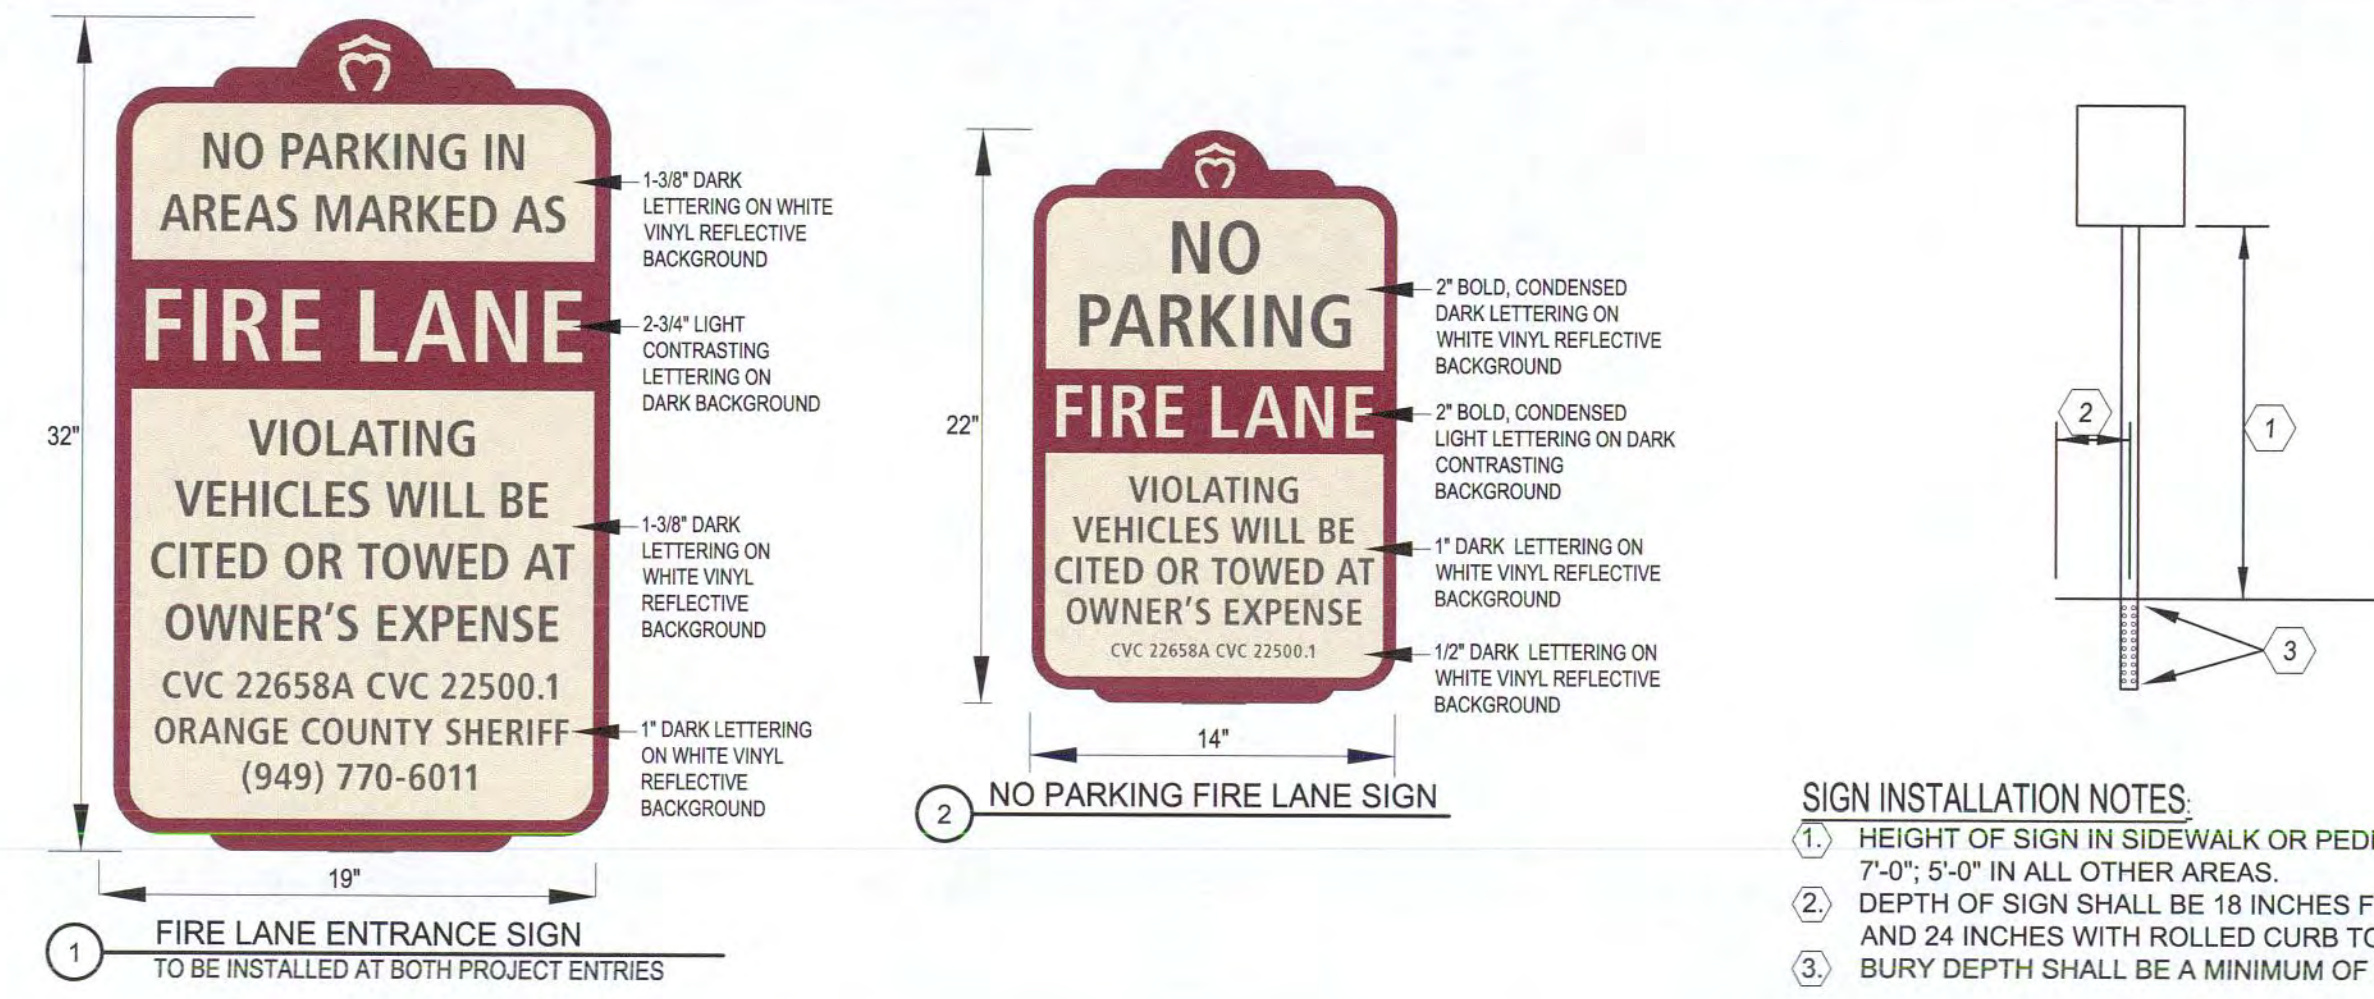 NO PARKING IN
AREAS MARKED AS
FIRE LANE
VIOLATING
VEHICLES WILL BE
CITED OR TOWED AT
OWNER'S EXPENSE
CVC 22658A CVC 22500.1
ORANGE COUNTY SHERIFF
(949) 770-6011
32"
19"
1-3/8" DARK
LETTERING ON WHITE
VINYL REFLECTIVE
BACKGROUND
2-3/4" LIGHT
CONTRASTING
LETTERING ON
DARK BACKGROUND
1-3/8" DARK
LETTERING ON
WHITE VINYL
REFLECTIVE
BACKGROUND
1" DARK LETTERING
ON WHITE VINYL
REFLECTIVE
BACKGROUND
1
FIRE LANE ENTRANCE SIGN
TO BE INSTALLED AT BOTH PROJECT ENTRIES
NO
PARKING
FIRE LANE
VIOLATING
VEHICLES WILL BE
CITED OR TOWED AT
OWNER'S EXPENSE
CVC 22658A CVC 22500.1
22"
14"
2" BOLD, CONDENSED
DARK LETTERING ON
WHITE VINYL REFLECTIVE
BACKGROUND
2" BOLD, CONDENSED
LIGHT LETTERING ON DARK
CONTRASTING
BACKGROUND
1" DARK LETTERING ON
WHITE VINYL REFLECTIVE
BACKGROUND
1/2" DARK LETTERING ON
WHITE VINYL REFLECTIVE
BACKGROUND
2
NO PARKING FIRE LANE SIGN
2
1
3
SIGN INSTALLATION NOTES:
1. HEIGHT OF SIGN IN SIDEWALK OR
7'-0"; 5'-0" IN ALL OTHER AREAS.
2. DEPTH OF SIGN SHALL BE 18 INCHES
AND 24 INCHES WITH ROLLED CURB
3. BURY DEPTH SHALL BE A MINIMUM OF